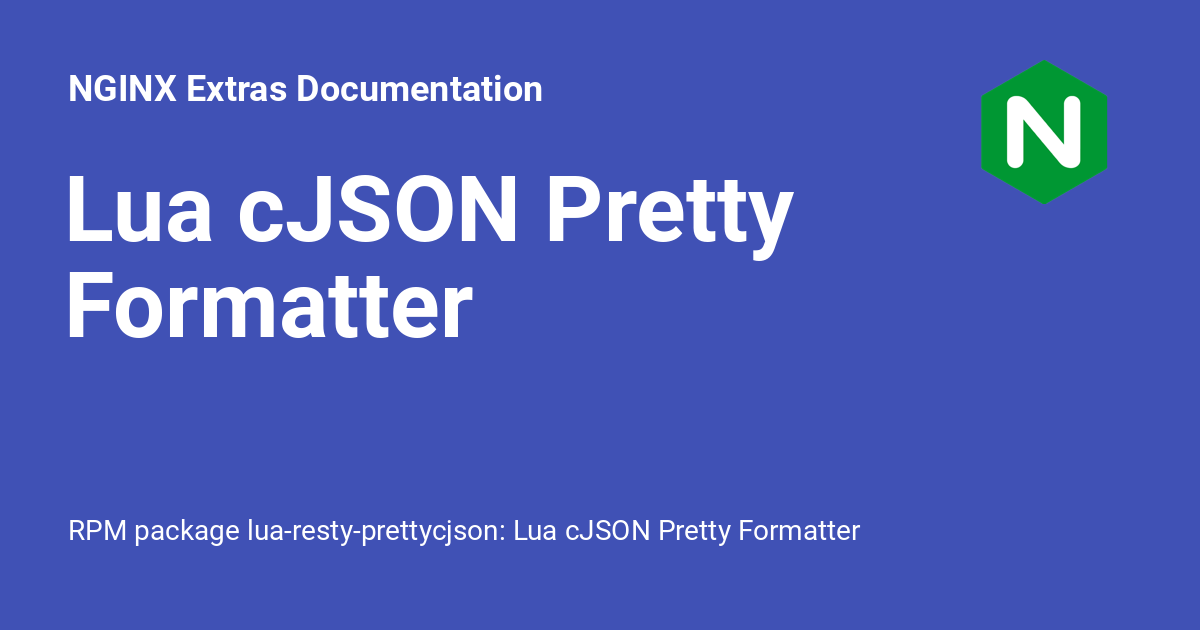 NGINX Extras Documentation
N
Lua cJSON Pretty
Formatter
RPM package lua-resty-prettycjson: Lua cJSON Pretty Formatter